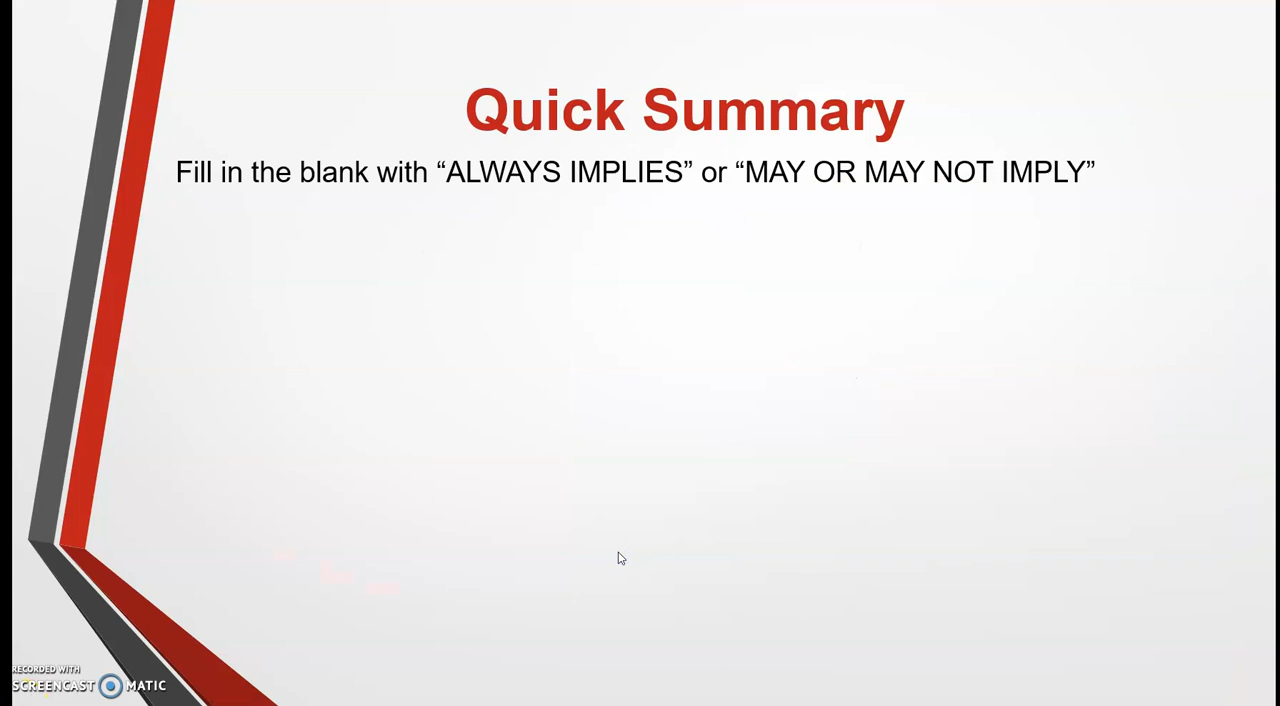 Quick Summary
Fill in the blank with “ALWAYS IMPLIES” or “MAY OR MAY NOT IMPLY”
RECORDED WITH
SCREENCAST MATIC